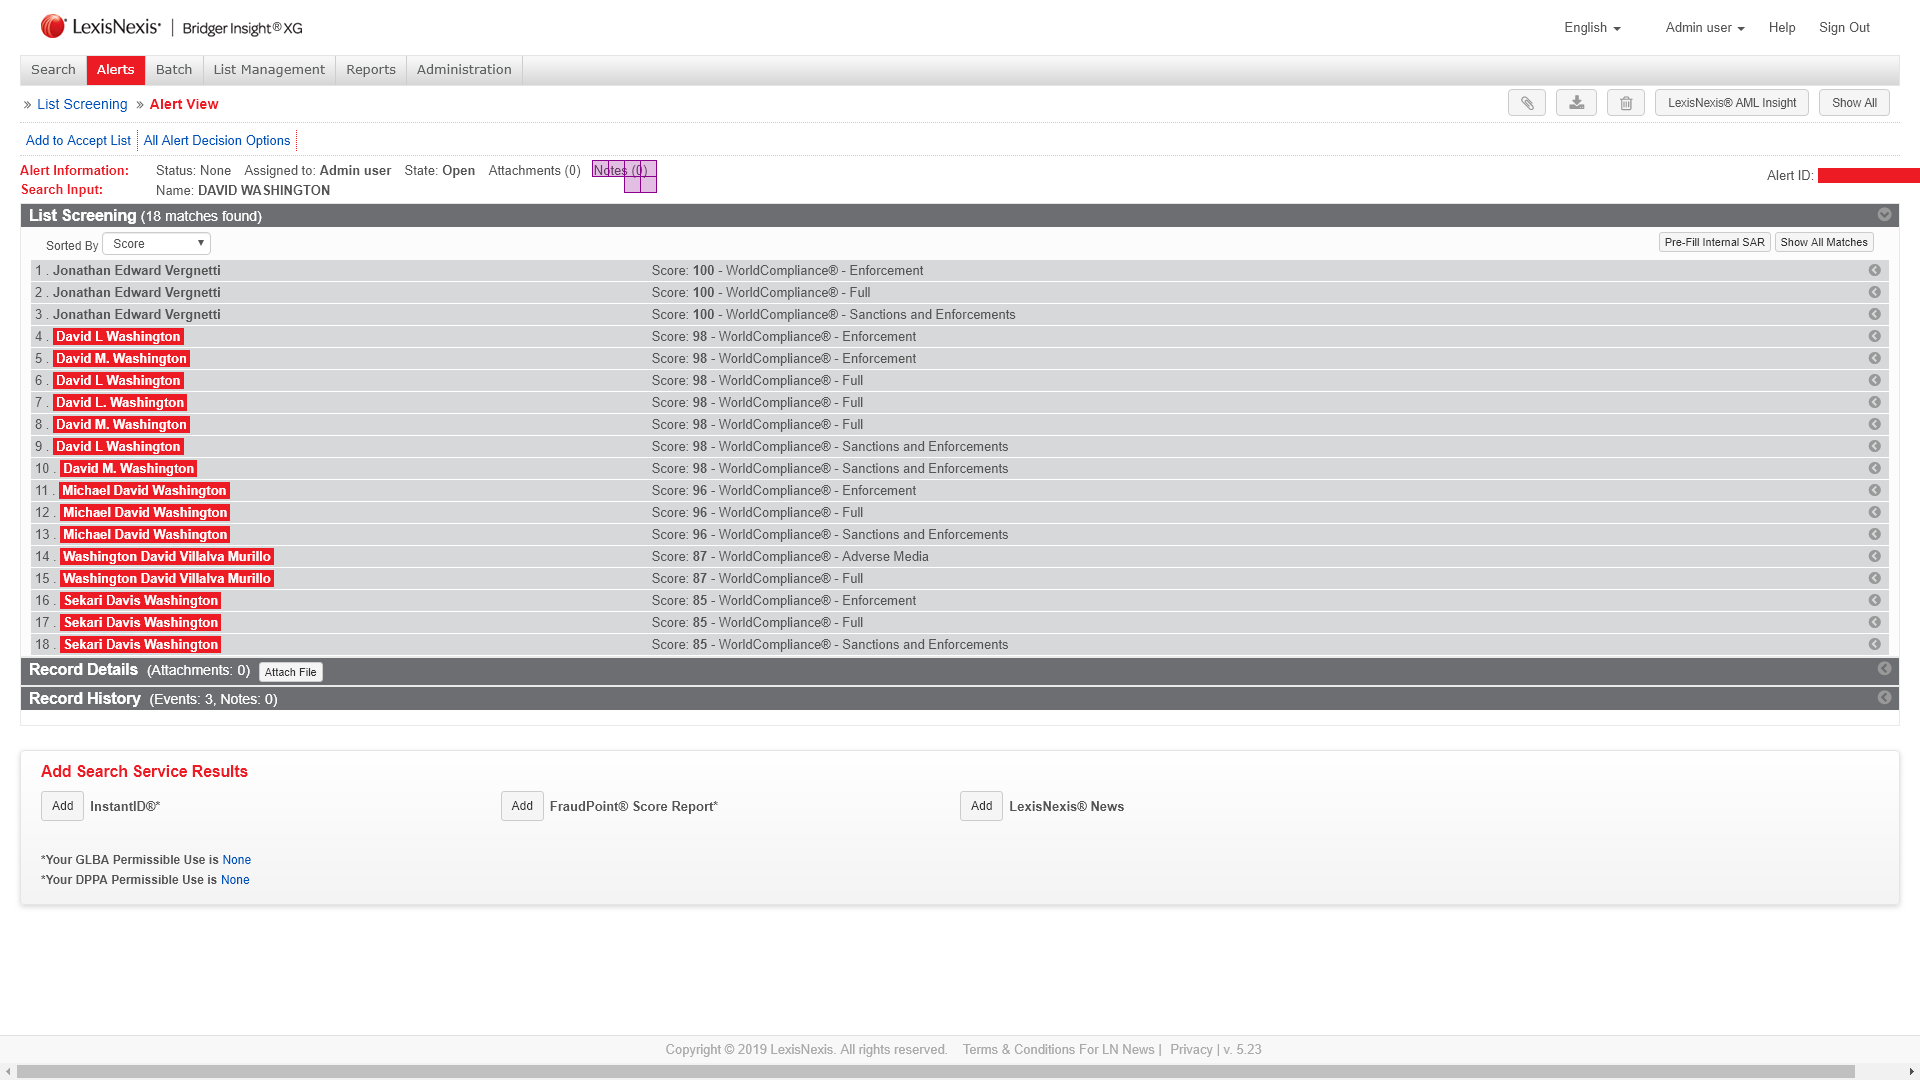 LexisNexis® | Bridger Insight® XG
English Admin user Help Sign Out
Search Alerts Batch List Management Reports Administration
» List Screening » Alert View
LexisNexis® AML Insight Show All
Add to Accept List All Alert Decision Options
Alert Information: Status: None Assigned to: Admin user State: Open Attachments (0) Notes (0)
Alert ID:
Search Input: Name: DAVID WASHINGTON
List Screening (18 matches found)
Sorted By Score Pre-Fill Internal SAR Show All Matches
1 . Jonathan Edward Vergnetti Score: 100 - WorldCompliance® - Enforcement
2 . Jonathan Edward Vergnetti Score: 100 - WorldCompliance® - Full
3 . Jonathan Edward Vergnetti Score: 100 - WorldCompliance® - Sanctions and Enforcements
4 . David L Washington Score: 98 - WorldCompliance® - Enforcement
5 . David M. Washington Score: 98 - WorldCompliance® - Enforcement
6 . David L Washington Score: 98 - WorldCompliance® - Full
7 . David L. Washington Score: 98 - WorldCompliance® - Full
8 . David M. Washington Score: 98 - WorldCompliance® - Full
9 . David L Washington Score: 98 - WorldCompliance® - Sanctions and Enforcements
10 . David M. Washington Score: 98 - WorldCompliance® - Sanctions and Enforcements
11 . Michael David Washington Score: 96 - WorldCompliance® - Enforcement
12 . Michael David Washington Score: 96 - WorldCompliance® - Full
13 . Michael David Washington Score: 96 - WorldCompliance® - Sanctions and Enforcements
14 . Washington David Villalva Murillo Score: 87 - WorldCompliance® - Adverse Media
15 . Washington David Villalva Murillo Score: 87 - WorldCompliance® - Full
16 . Sekari Davis Washington Score: 85 - WorldCompliance® - Enforcement
17 . Sekari Davis Washington Score: 85 - WorldCompliance® - Full
18 . Sekari Davis Washington Score: 85 - WorldCompliance® - Sanctions and Enforcements
Record Details (Attachments: 0) Attach File
Record History (Events: 3, Notes: 0)
Add Search Service Results
Add InstantID®* Add FraudPoint® Score Report* Add LexisNexis® News
*Your GLBA Permissible Use is None
*Your DPPA Permissible Use is None
Copyright © 2019 LexisNexis. All rights reserved. Terms & Conditions For LN News | Privacy | v. 5.23